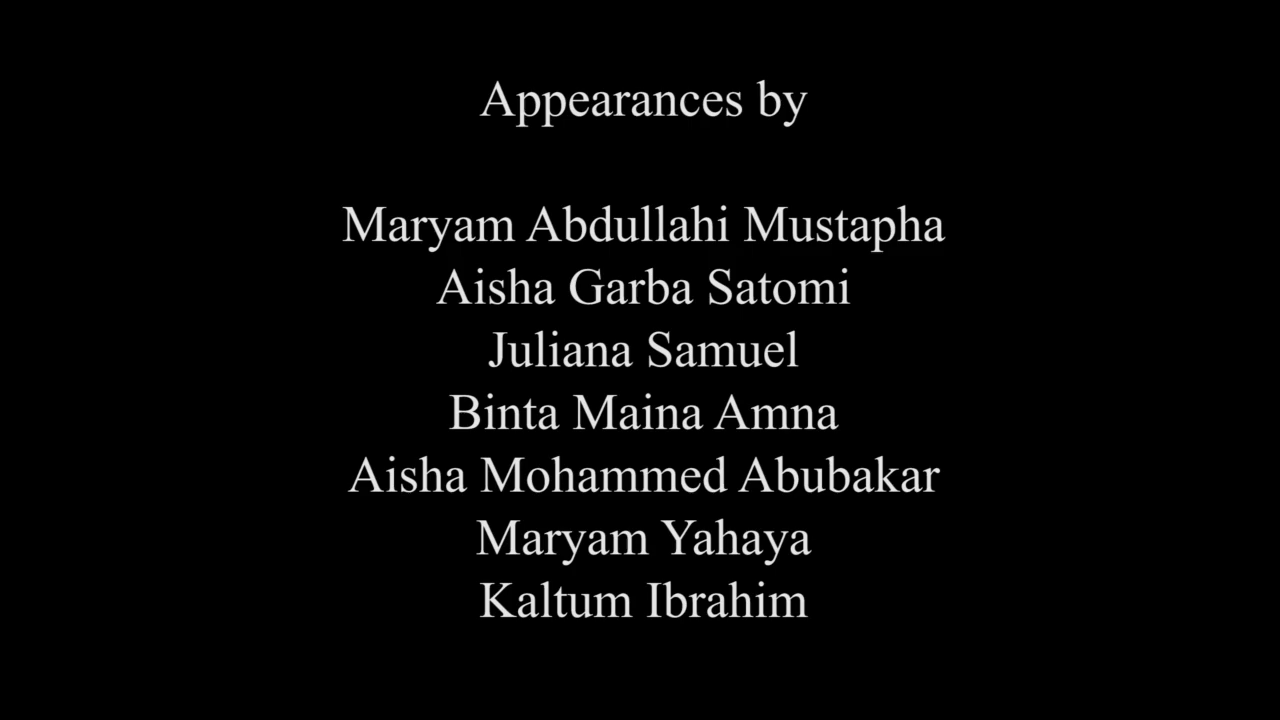 Appearances by
Maryam Abdullahi Mustapha
Aisha Garba Satomi
Juliana Samuel
Binta Maina Amna
Aisha Mohammed Abubakar
Maryam Yahaya
Kaltum Ibrahim